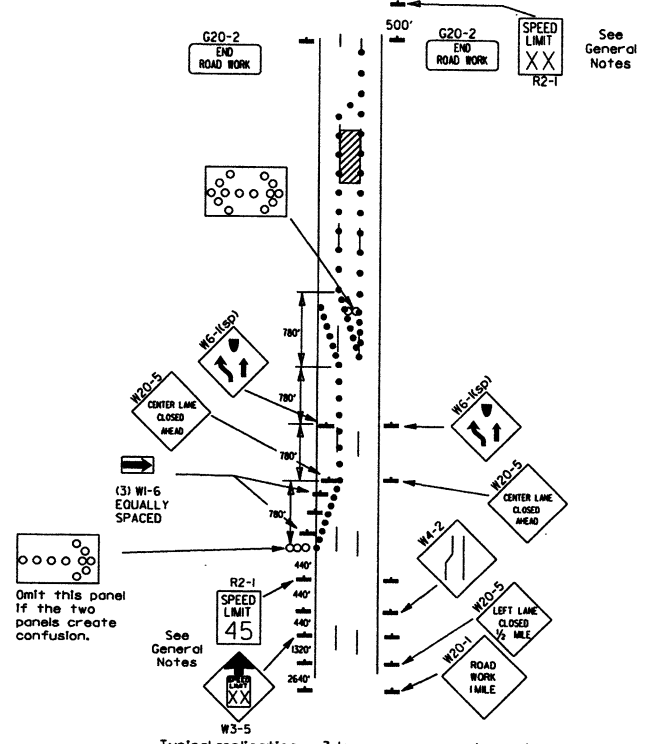 G20-2
END
ROAD WORK
500'
G20-2
END
ROAD WORK
SPEED
LIMIT
XX
R2-1
See
General
Notes
780'
W6-1(sp)
780'
W20-5
CENTER LANE
CLOSED
AHEAD
780'
W6-1(sp)
W20-5
CENTER LANE
CLOSED
AHEAD
(3) W1-6
EQUALLY
SPACED
780'
W4-2
Omit this panel
if the two
panels create
confusion.
440'
R2-1
SPEED
LIMIT
45
440'
440'
W20-5
LEFT LANE
CLOSED
½ MILE
See
General
Notes
1320'
W20-1
ROAD
WORK
1 MILE
2640'
SPEED
LIMIT
XX
W3-5